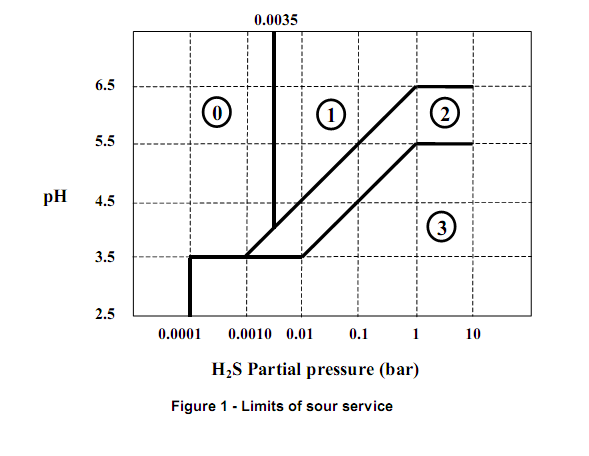 0.0035
6.5
0 1 2
5.5
pH
4.5
3
3.5
2.5
0.0001 0.0010 0.01 0.1 1 10
H₂S Partial pressure (bar)
Figure 1 - Limits of sour service